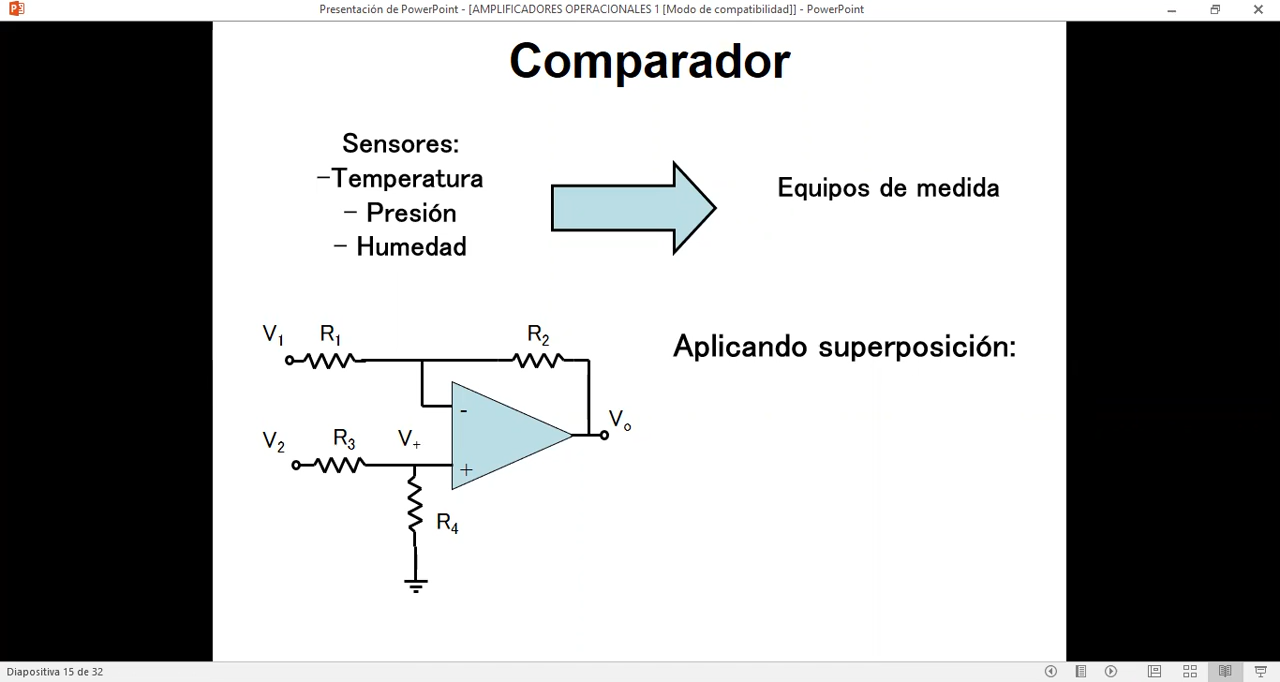 Presentación de PowerPoint - [AMPLIFICADORES OPERACIONALES 1 [Modo de compatibilidad]] - PowerPoint
Comparador
Sensores:
-Temperatura
- Presión
- Humedad
Equipos de medida
V1 R1 R2
Aplicando superposición:
-
Vo
V2 R3 V+
+
R4
Diapositiva 15 de 32